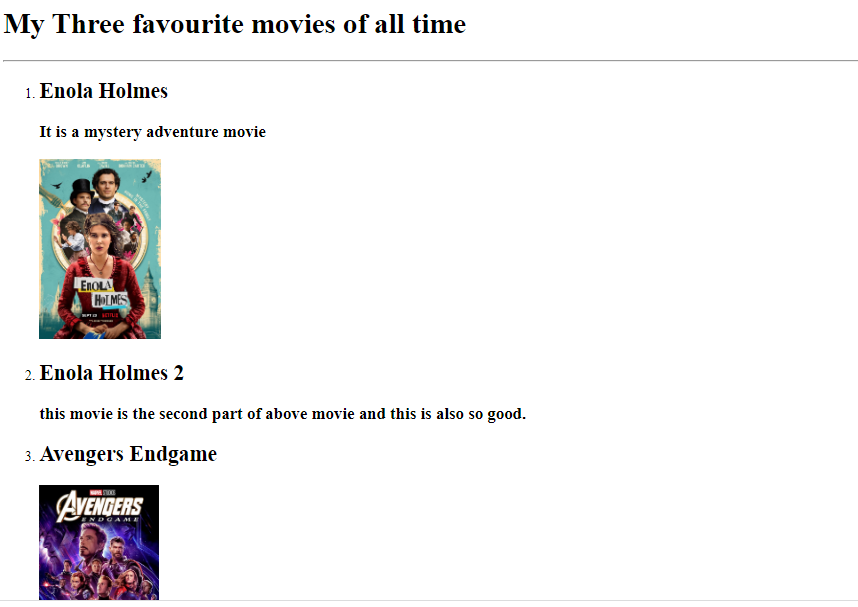 My Three favourite movies of all time
1. Enola Holmes
It is a mystery adventure movie
ENOLA
HOLMES
SEPT 23 NETFLIX
2. Enola Holmes 2
this movie is the second part of above movie and this is also so good.
3. Avengers Endgame
MARVEL STUDIOS
AVENGERS
ENDGAME